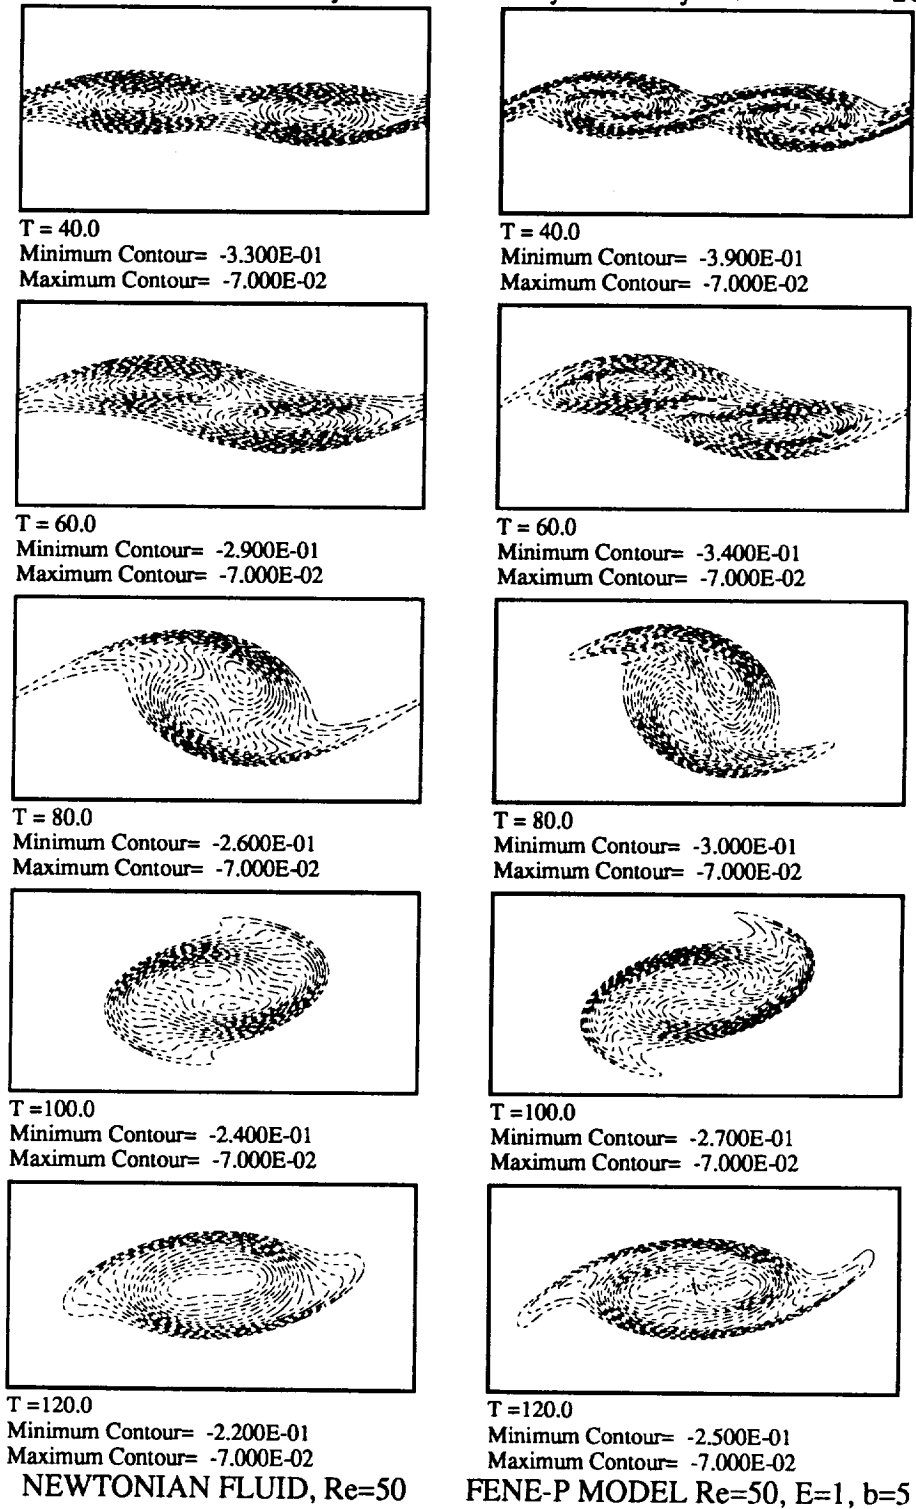 T = 40.0
Minimum Contour= -3.300E-01
Maximum Contour= -7.000E-02
T = 40.0
Minimum Contour= -3.900E-01
Maximum Contour= -7.000E-02
T = 60.0
Minimum Contour= -2.900E-01
Maximum Contour= -7.000E-02
T = 60.0
Minimum Contour= -3.400E-01
Maximum Contour= -7.000E-02
T = 80.0
Minimum Contour= -2.600E-01
Maximum Contour= -7.000E-02
T = 80.0
Minimum Contour= -3.000E-01
Maximum Contour= -7.000E-02
T =100.0
Minimum Contour= -2.400E-01
Maximum Contour= -7.000E-02
T =100.0
Minimum Contour= -2.700E-01
Maximum Contour= -7.000E-02
T =120.0
Minimum Contour= -2.200E-01
Maximum Contour= -7.000E-02
T =120.0
Minimum Contour= -2.500E-01
Maximum Contour= -7.000E-02
NEWTONIAN FLUID, Re=50
FENE-P MODEL Re=50, E=1, b=5